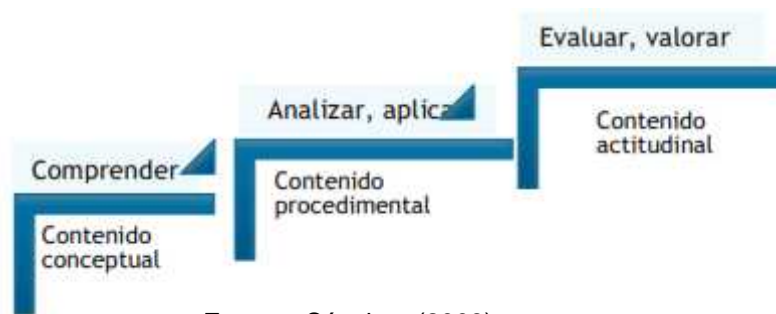 Evaluar, valorar
Analizar, aplica
Contenido
actitudinal
Comprender
Contenido
procedimental
Contenido
conceptual